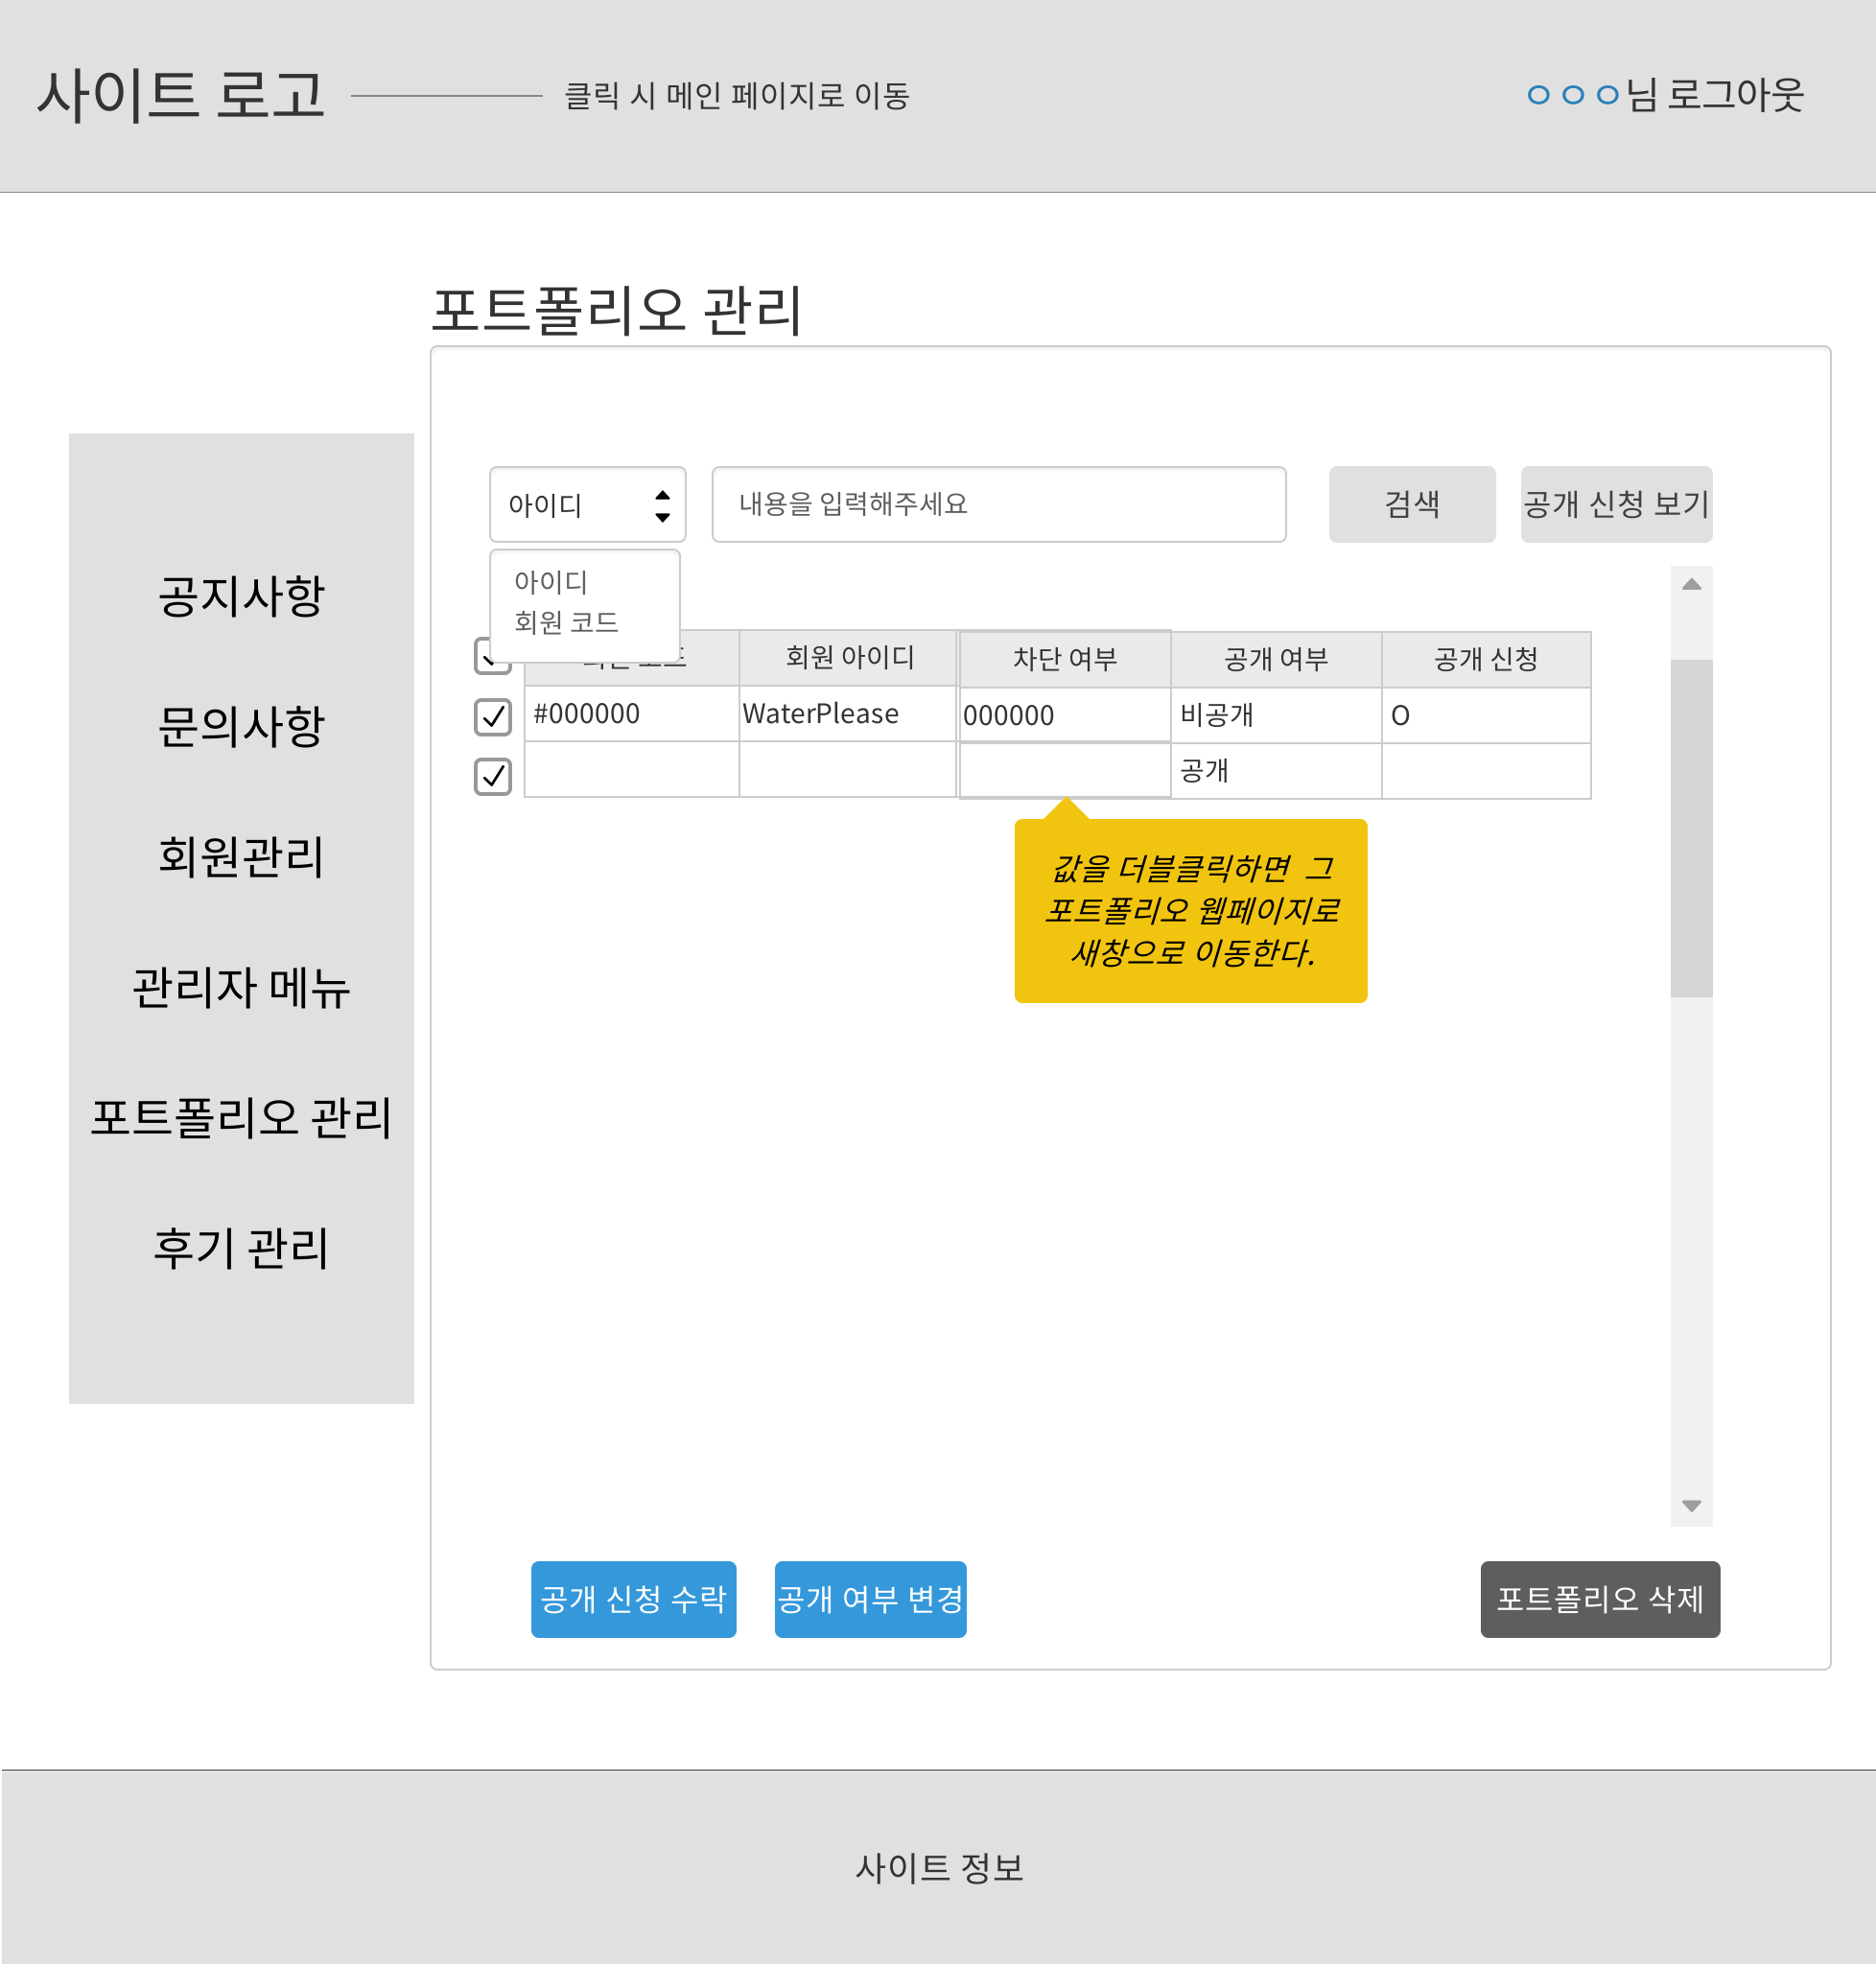 사이트 로고
클릭 시 메인 페이지로 이동
ㅇㅇㅇ님 로그아웃
포트폴리오 관리
아이디
내용을 입력해주세요
검색
공개 신청 보기
아이디
회원 코드
공지사항
문의사항
회원관리
관리자 메뉴
포트폴리오 관리
후기 관리
회원 아이디 차단 여부 공개 여부 공개 신청
#000000 WaterPlease 000000 비공개 O
공개
값을 더블클릭하면 그
포트폴리오 웹페이지로
새창으로 이동한다.
공개 신청 수락
공개 여부 변경
포트폴리오 삭제
사이트 정보